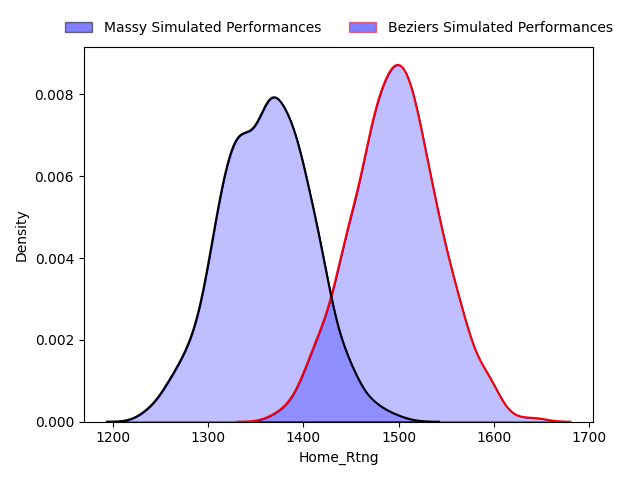 Massy Simulated Performances Beziers Simulated Performances
Density
0.008
0.006
0.004
0.002
0.000
1200 1300 1400 1500 1600 1700
Home_Rtng